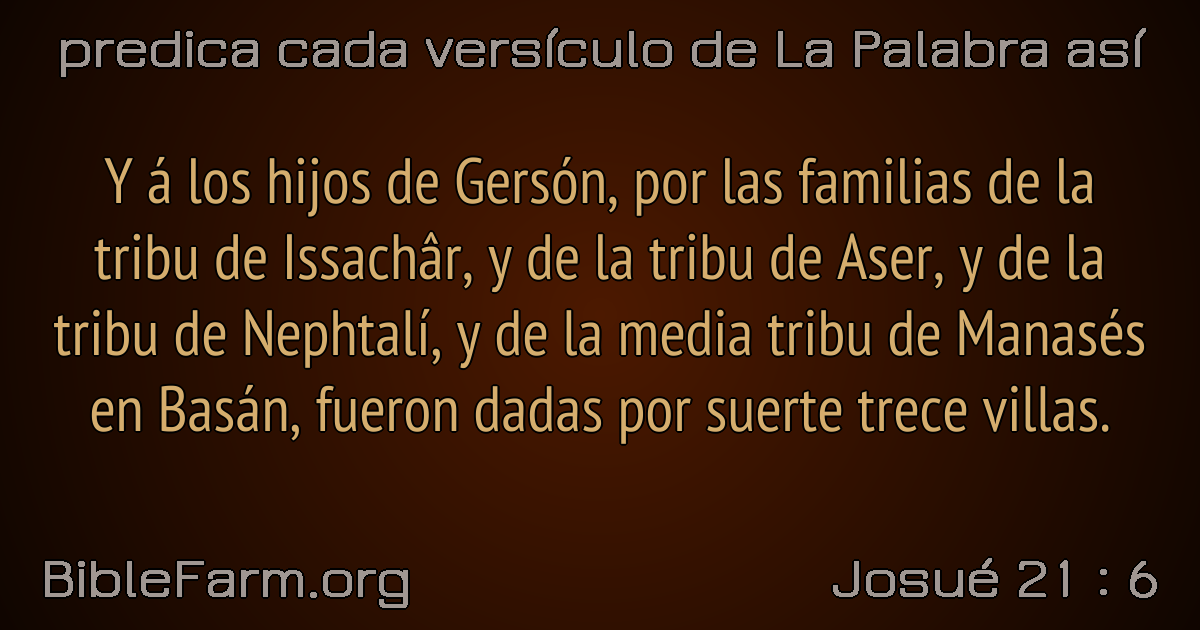 predica cada versículo de La Palabra así
Y á los hijos de Gersón, por las familias de la
tribu de Issachâr, y de la tribu de Aser, y de la
tribu de Nephtalí, y de la media tribu de Manasés
en Basán, fueron dadas por suerte trece villas.
BibleFarm.org
Josué 21 : 6